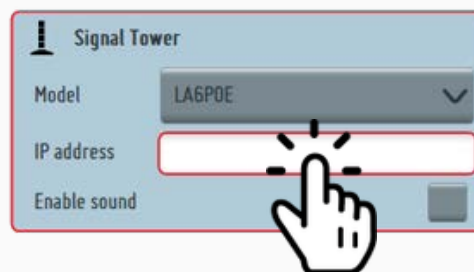 Signal Tower
Model
LA6POE
IP address
Enable sound